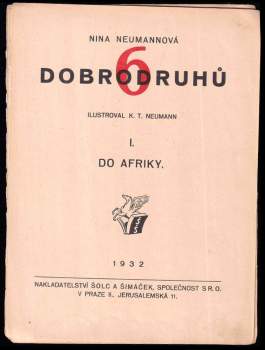 NINA NEUMANNOVÁ
6
DOBRODRUHŮ
ILUSTROVAL K. T. NEUMANN
I.
DO AFRIKY.
1932
NAKLADATELSTVÍ ŠOLC A ŠIMÁČEK, SPOLEČNOST S R. O.
V PRAZE II., JERUSALEMSKÁ 11.